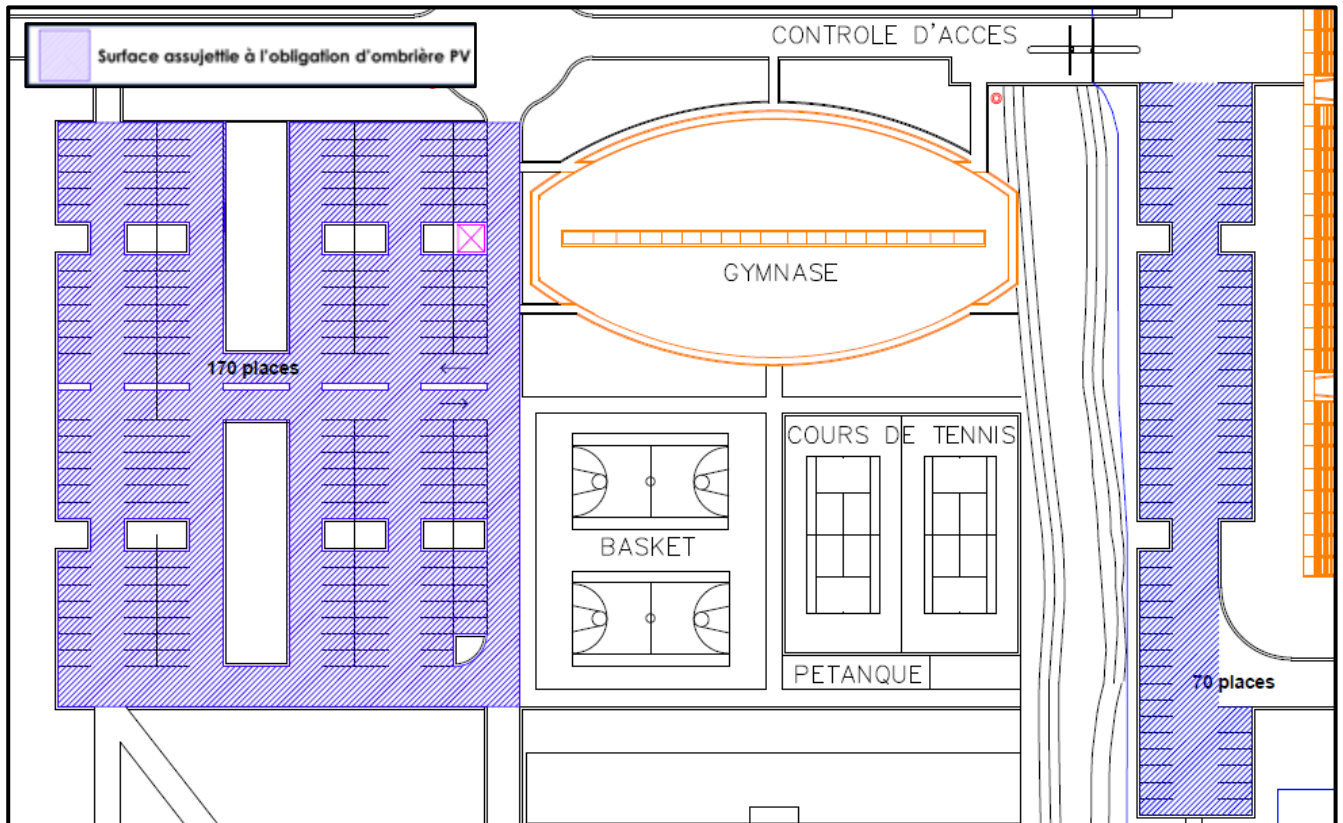 CONTROLE D'ACCES
Surface assujettie à l'obligation d'ombrière PV
GYMNASE
170 places
COURS DE TENNIS
BASKET
PETANQUE
70 places